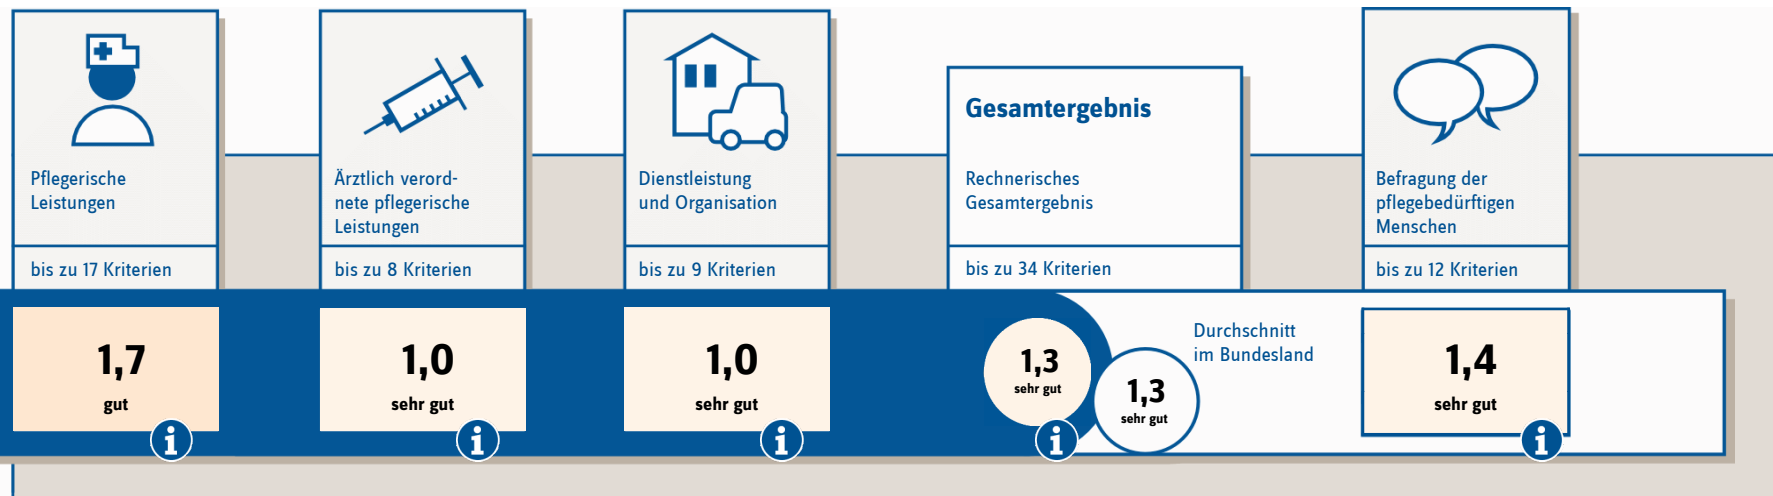 Pflegerische
Leistungen
bis zu 17 Kriterien
1,7
gut
i
Ärztlich verord-
nete pflegerische
Leistungen
bis zu 8 Kriterien
1,0
sehr gut
i
Dienstleistung
und Organisation
bis zu 9 Kriterien
1,0
sehr gut
i
Gesamtergebnis
Rechnerisches
Gesamtergebnis
bis zu 34 Kriterien
1,3
sehr gut
i
Durchschnitt
im Bundesland
1,3
sehr gut
Befragung der
pflegebedürftigen
Menschen
bis zu 12 Kriterien
1,4
sehr gut
i